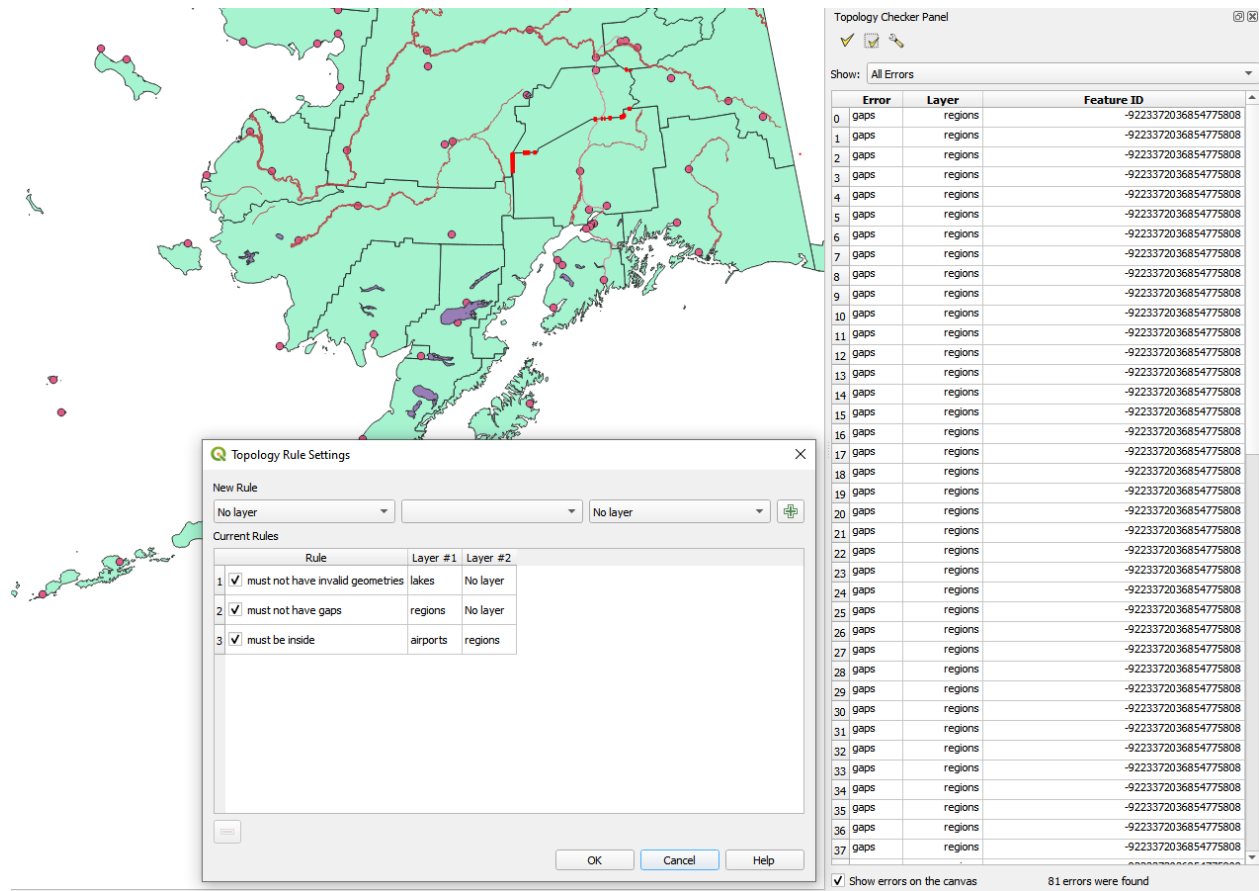 Topology Checker Panel
Show: All Errors
Error Layer Feature ID
0 gaps regions -9223372036854775808
1 gaps regions -9223372036854775808
2 gaps regions -9223372036854775808
3 gaps regions -9223372036854775808
4 gaps regions -9223372036854775808
5 gaps regions -9223372036854775808
6 gaps regions -9223372036854775808
7 gaps regions -9223372036854775808
8 gaps regions -9223372036854775808
9 gaps regions -9223372036854775808
10 gaps regions -9223372036854775808
11 gaps regions -9223372036854775808
12 gaps regions -9223372036854775808
13 gaps regions -9223372036854775808
14 gaps regions -9223372036854775808
15 gaps regions -9223372036854775808
16 gaps regions -9223372036854775808
17 gaps regions -9223372036854775808
18 gaps regions -9223372036854775808
19 gaps regions -9223372036854775808
20 gaps regions -9223372036854775808
21 gaps regions -9223372036854775808
22 gaps regions -9223372036854775808
23 gaps regions -9223372036854775808
24 gaps regions -9223372036854775808
25 gaps regions -9223372036854775808
26 gaps regions -9223372036854775808
27 gaps regions -9223372036854775808
28 gaps regions -9223372036854775808
29 gaps regions -9223372036854775808
30 gaps regions -9223372036854775808
31 gaps regions -9223372036854775808
32 gaps regions -9223372036854775808
33 gaps regions -9223372036854775808
34 gaps regions -9223372036854775808
35 gaps regions -9223372036854775808
36 gaps regions -9223372036854775808
37 gaps regions -9223372036854775808
Show errors on the canvas 81 errors were found
Topology Rule Settings
New Rule
No layer No layer
Current Rules
Rule Layer #1 Layer #2
1 must not have invalid geometries lakes No layer
2 must not have gaps regions No layer
3 must be inside airports regions
OK Cancel Help